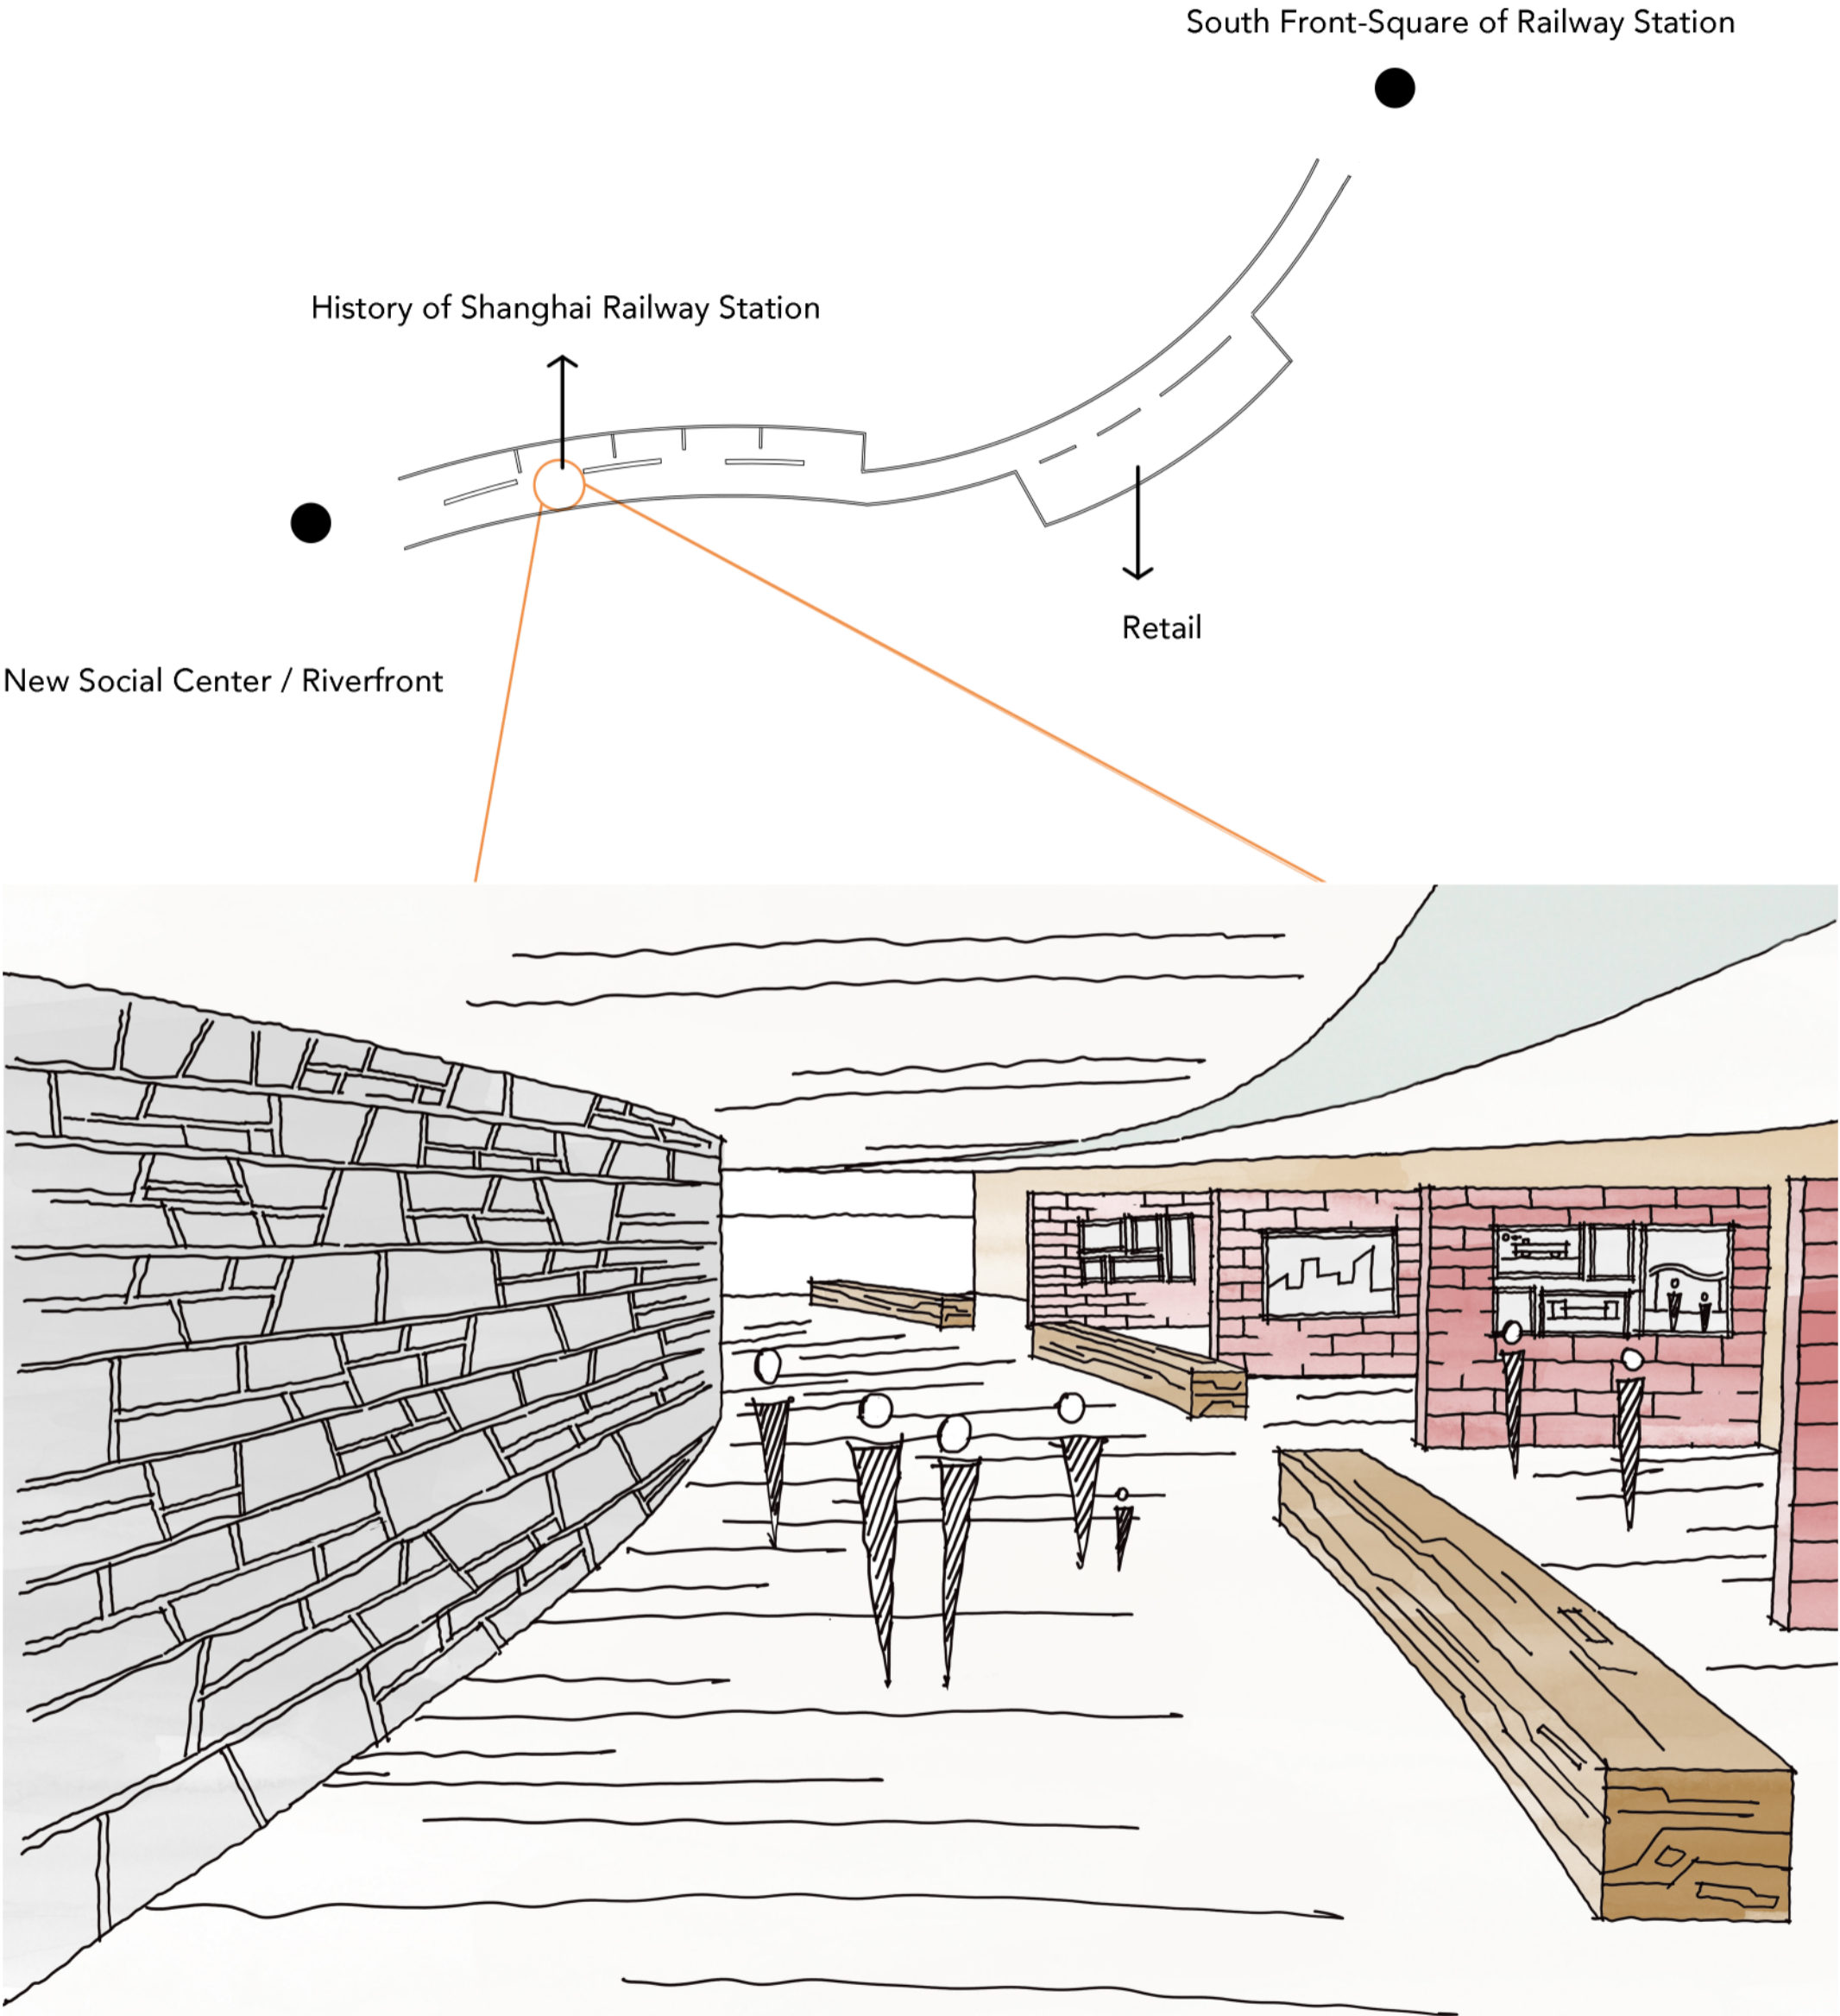 South Front-Square of Railway Station
History of Shanghai Railway Station
Retail
New Social Center / Riverfront